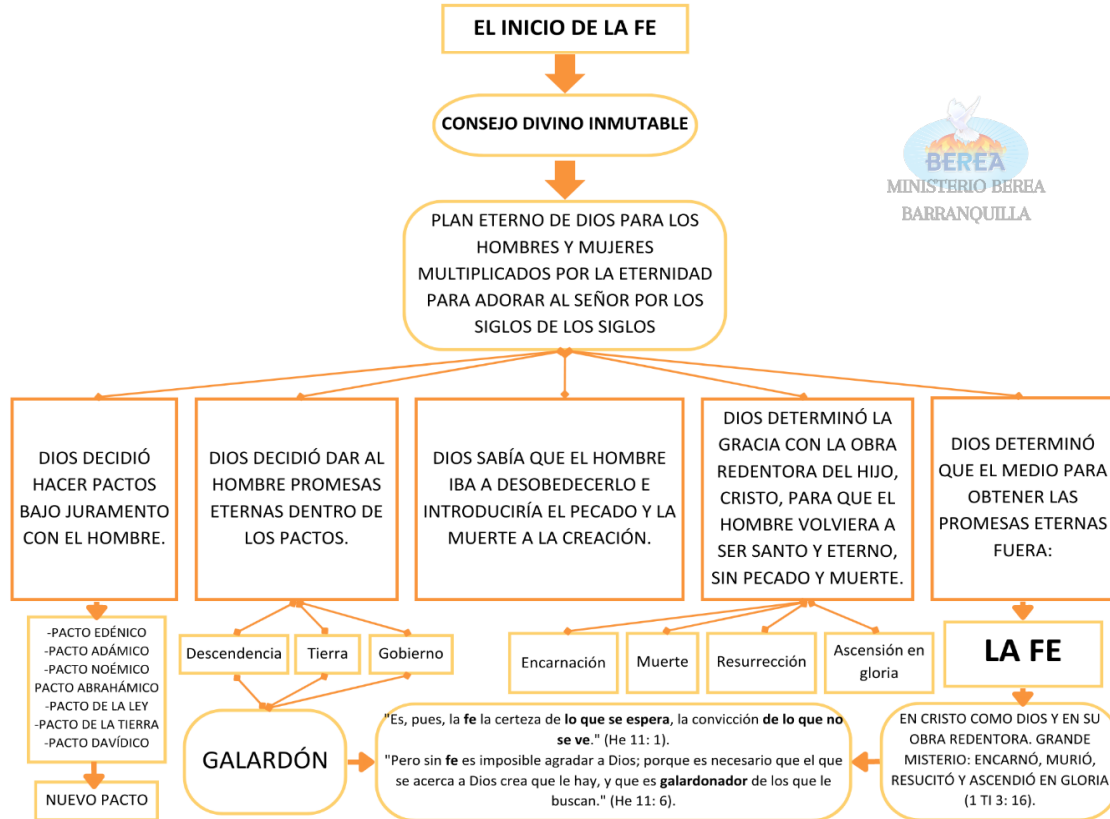 EL INICIO DE LA FE
CONSEJO DIVINO INMUTABLE
BEREA
MINISTERIO BEREA
BARRANQUILLA
PLAN ETERNO DE DIOS PARA LOS
HOMBRES Y MUJERES
MULTIPLICADOS POR LA ETERNIDAD
PARA ADORAR AL SEÑOR POR LOS
SIGLOS DE LOS SIGLOS
DIOS DECIDIÓ
HACER PACTOS
BAJO JURAMENTO
CON EL HOMBRE.
DIOS DECIDIÓ DAR AL
HOMBRE PROMESAS
ETERNAS DENTRO DE
LOS PACTOS.
DIOS SABÍA QUE EL HOMBRE
IBA A DESOBEDECERLO E
INTRODUCIRÍA EL PECADO Y LA
MUERTE A LA CREACIÓN.
DIOS DETERMINÓ LA
GRACIA CON LA OBRA
REDENTORA DEL HIJO,
CRISTO, PARA QUE EL
HOMBRE VOLVIERA A
SER SANTO Y ETERNO,
SIN PECADO Y MUERTE.
DIOS DETERMINÓ
QUE EL MEDIO PARA
OBTENER LAS
PROMESAS ETERNAS
FUERA:
-PACTO EDÉNICO
-PACTO ADÁMICO
-PACTO NOÉMICO
PACTO ABRAHÁMICO
-PACTO DE LA LEY
-PACTO DE LA TIERRA
-PACTO DAVÍDICO
NUEVO PACTO
Descendencia
Tierra
Gobierno
GALARDÓN
Encarnación
Muerte
Resurrección
Ascensión en
gloria
LA FE
"Es, pues, la fe la certeza de lo que se espera, la convicción de lo que no
se ve." (He 11: 1).
"Pero sin fe es imposible agradar a Dios; porque es necesario que el que
se acerca a Dios crea que le hay, y que es galardonador de los que le
buscan." (He 11: 6).
EN CRISTO COMO DIOS Y EN SU
OBRA REDENTORA. GRANDE
MISTERIO: ENCARNÓ, MURIÓ,
RESUCITÓ Y ASCENDIÓ EN GLORIA
(1 TI 3: 16).